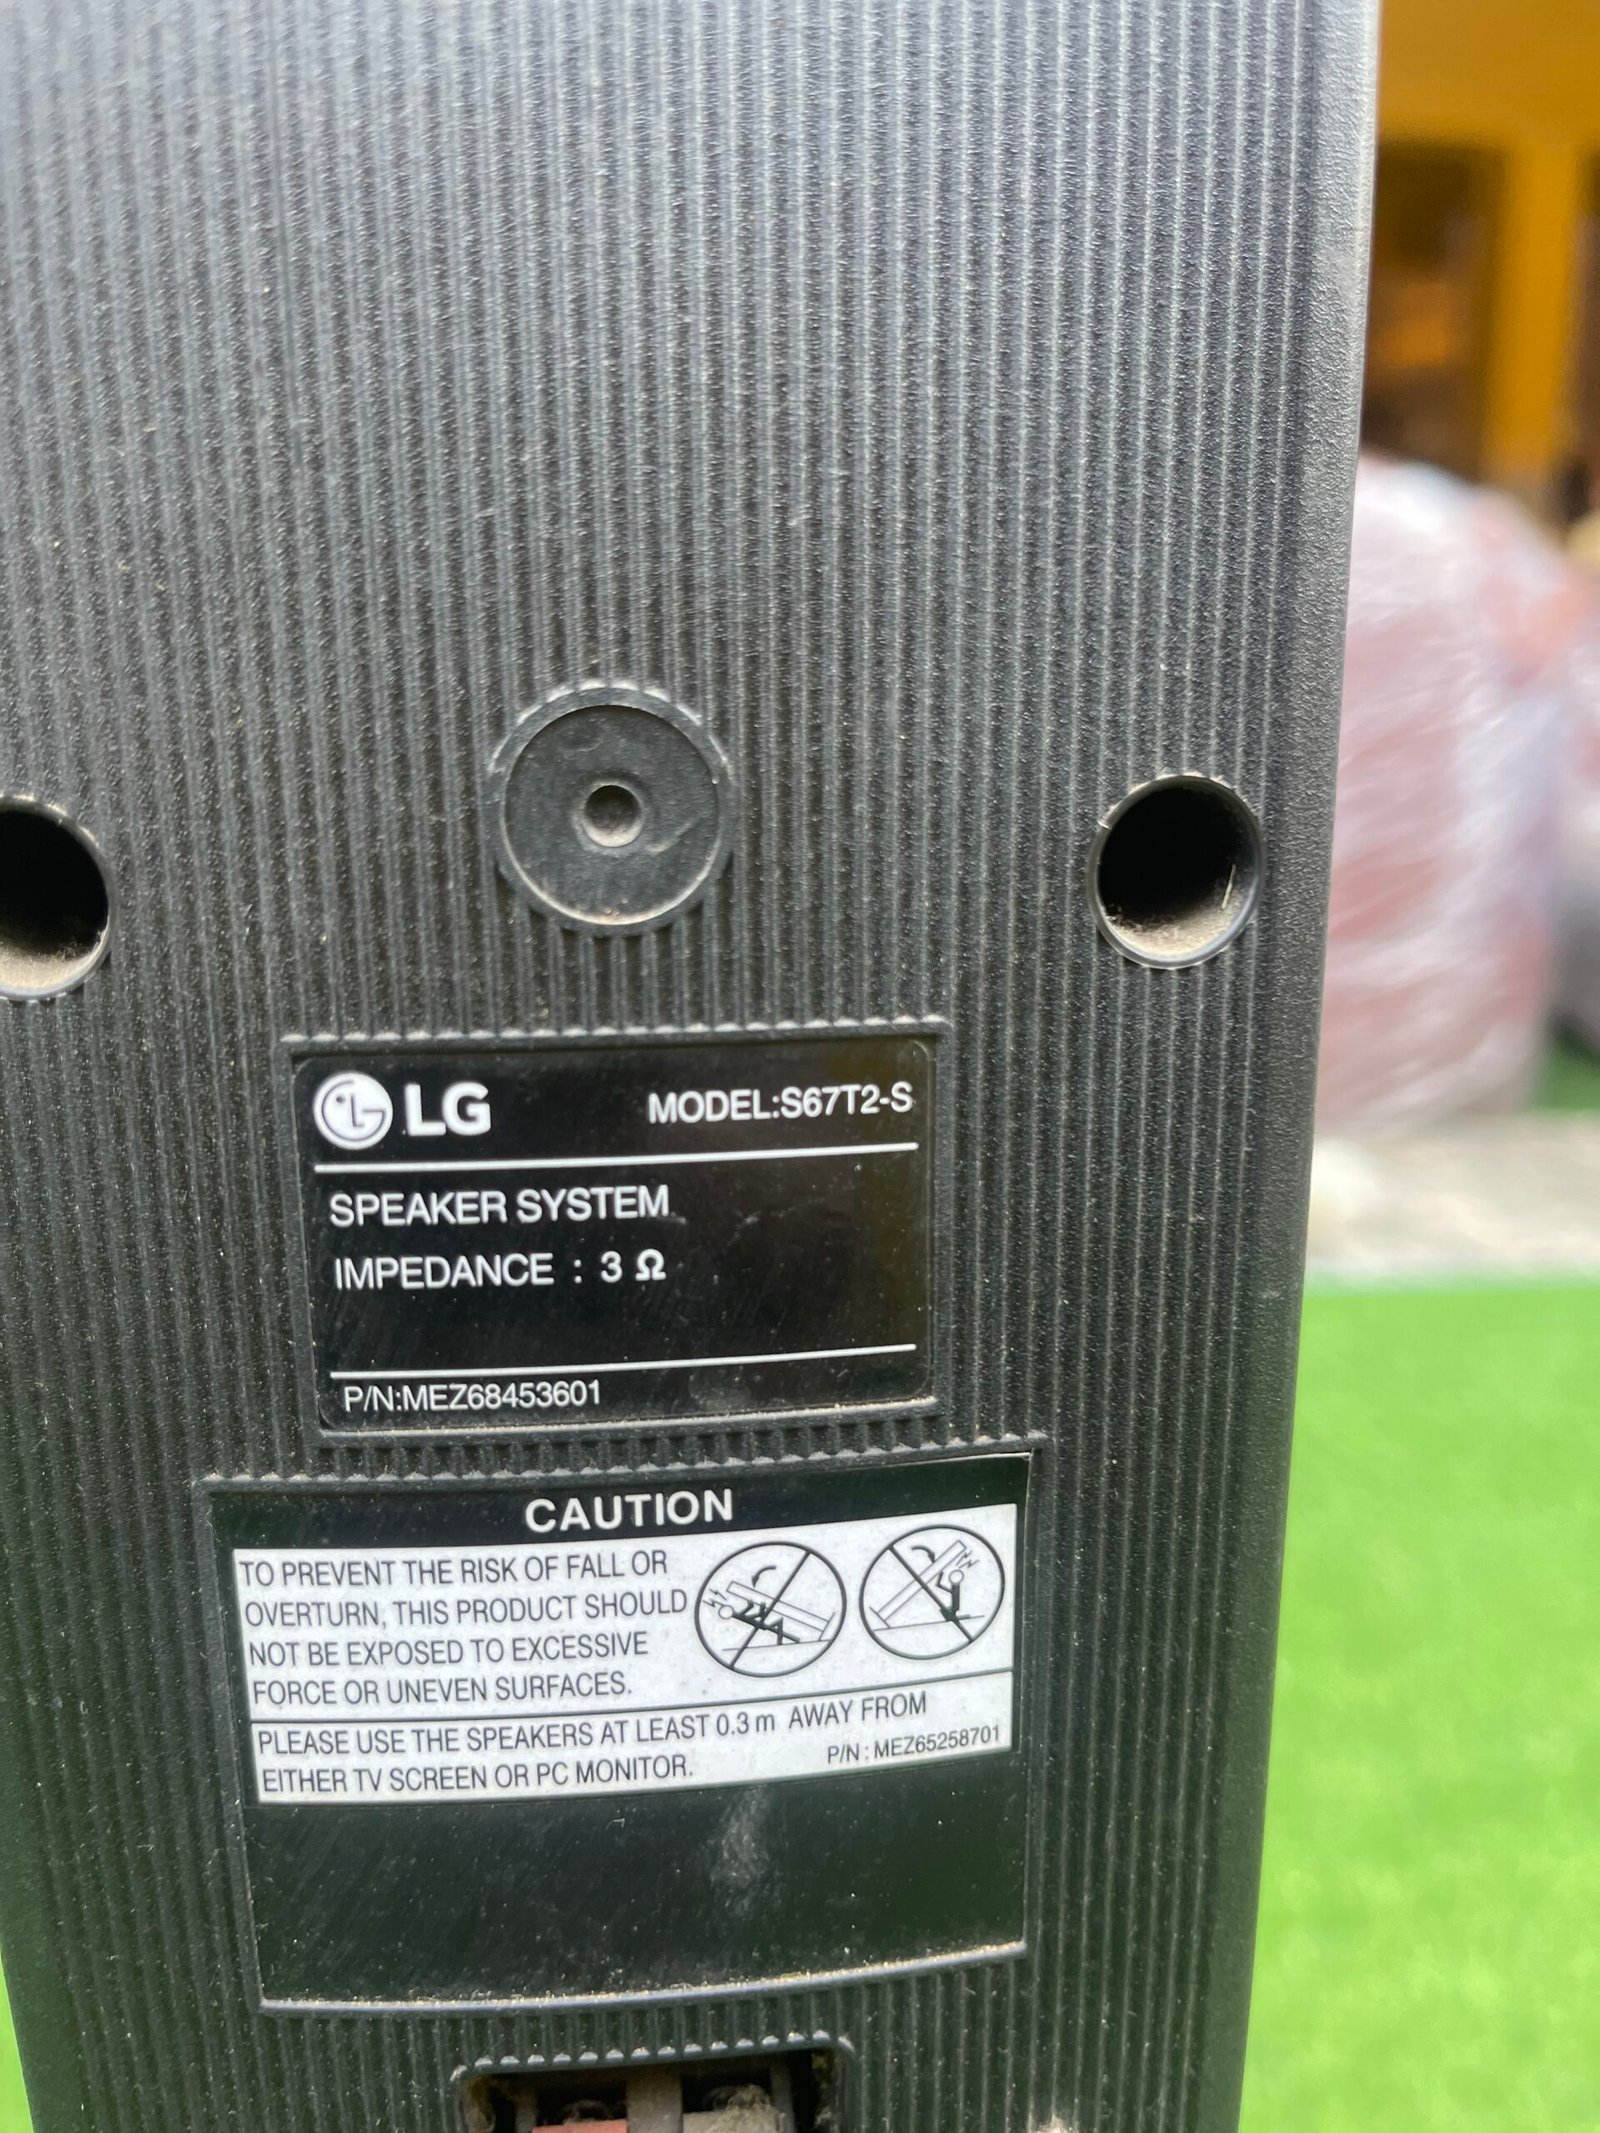 LG MODEL:S67T2-S
SPEAKER SYSTEM
IMPEDANCE : 3 Ω
P/N:MEZ68453601
CAUTION
TO PREVENT THE RISK OF FALL OR
OVERTURN, THIS PRODUCT SHOULD
NOT BE EXPOSED TO EXCESSIVE
FORCE OR UNEVEN SURFACES.
PLEASE USE THE SPEAKERS AT LEAST 0.3 m AWAY FROM
EITHER TV SCREEN OR PC MONITOR.
P/N : MEZ65258701